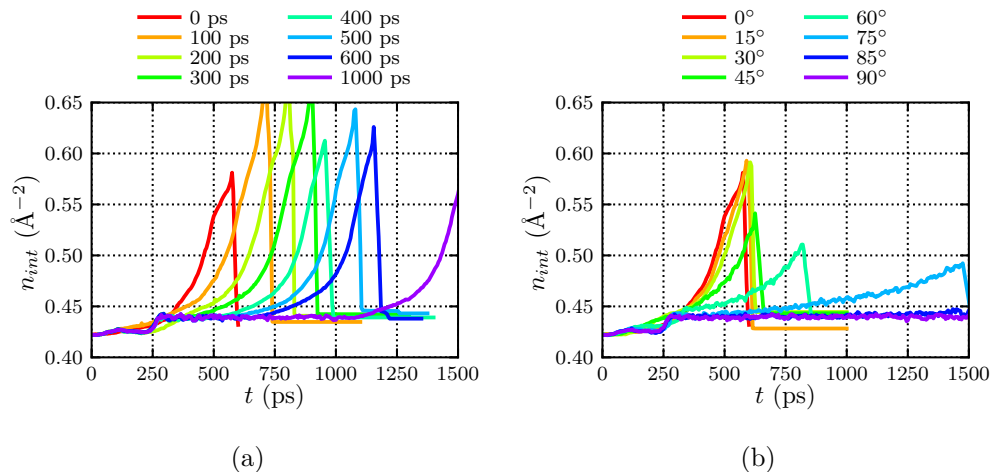 0 ps
100 ps
200 ps
300 ps
400 ps
500 ps
600 ps
1000 ps
0.65
0.60
0.55
0.50
0.45
0.40
n_int (Å⁻²)
0 250 500 750 1000 1250 1500
t (ps)
(a)
0°
15°
30°
45°
60°
75°
85°
90°
0.65
0.60
0.55
0.50
0.45
0.40
n_int (Å⁻²)
0 250 500 750 1000 1250 1500
t (ps)
(b)